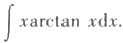 ∫ xarctan xdx.